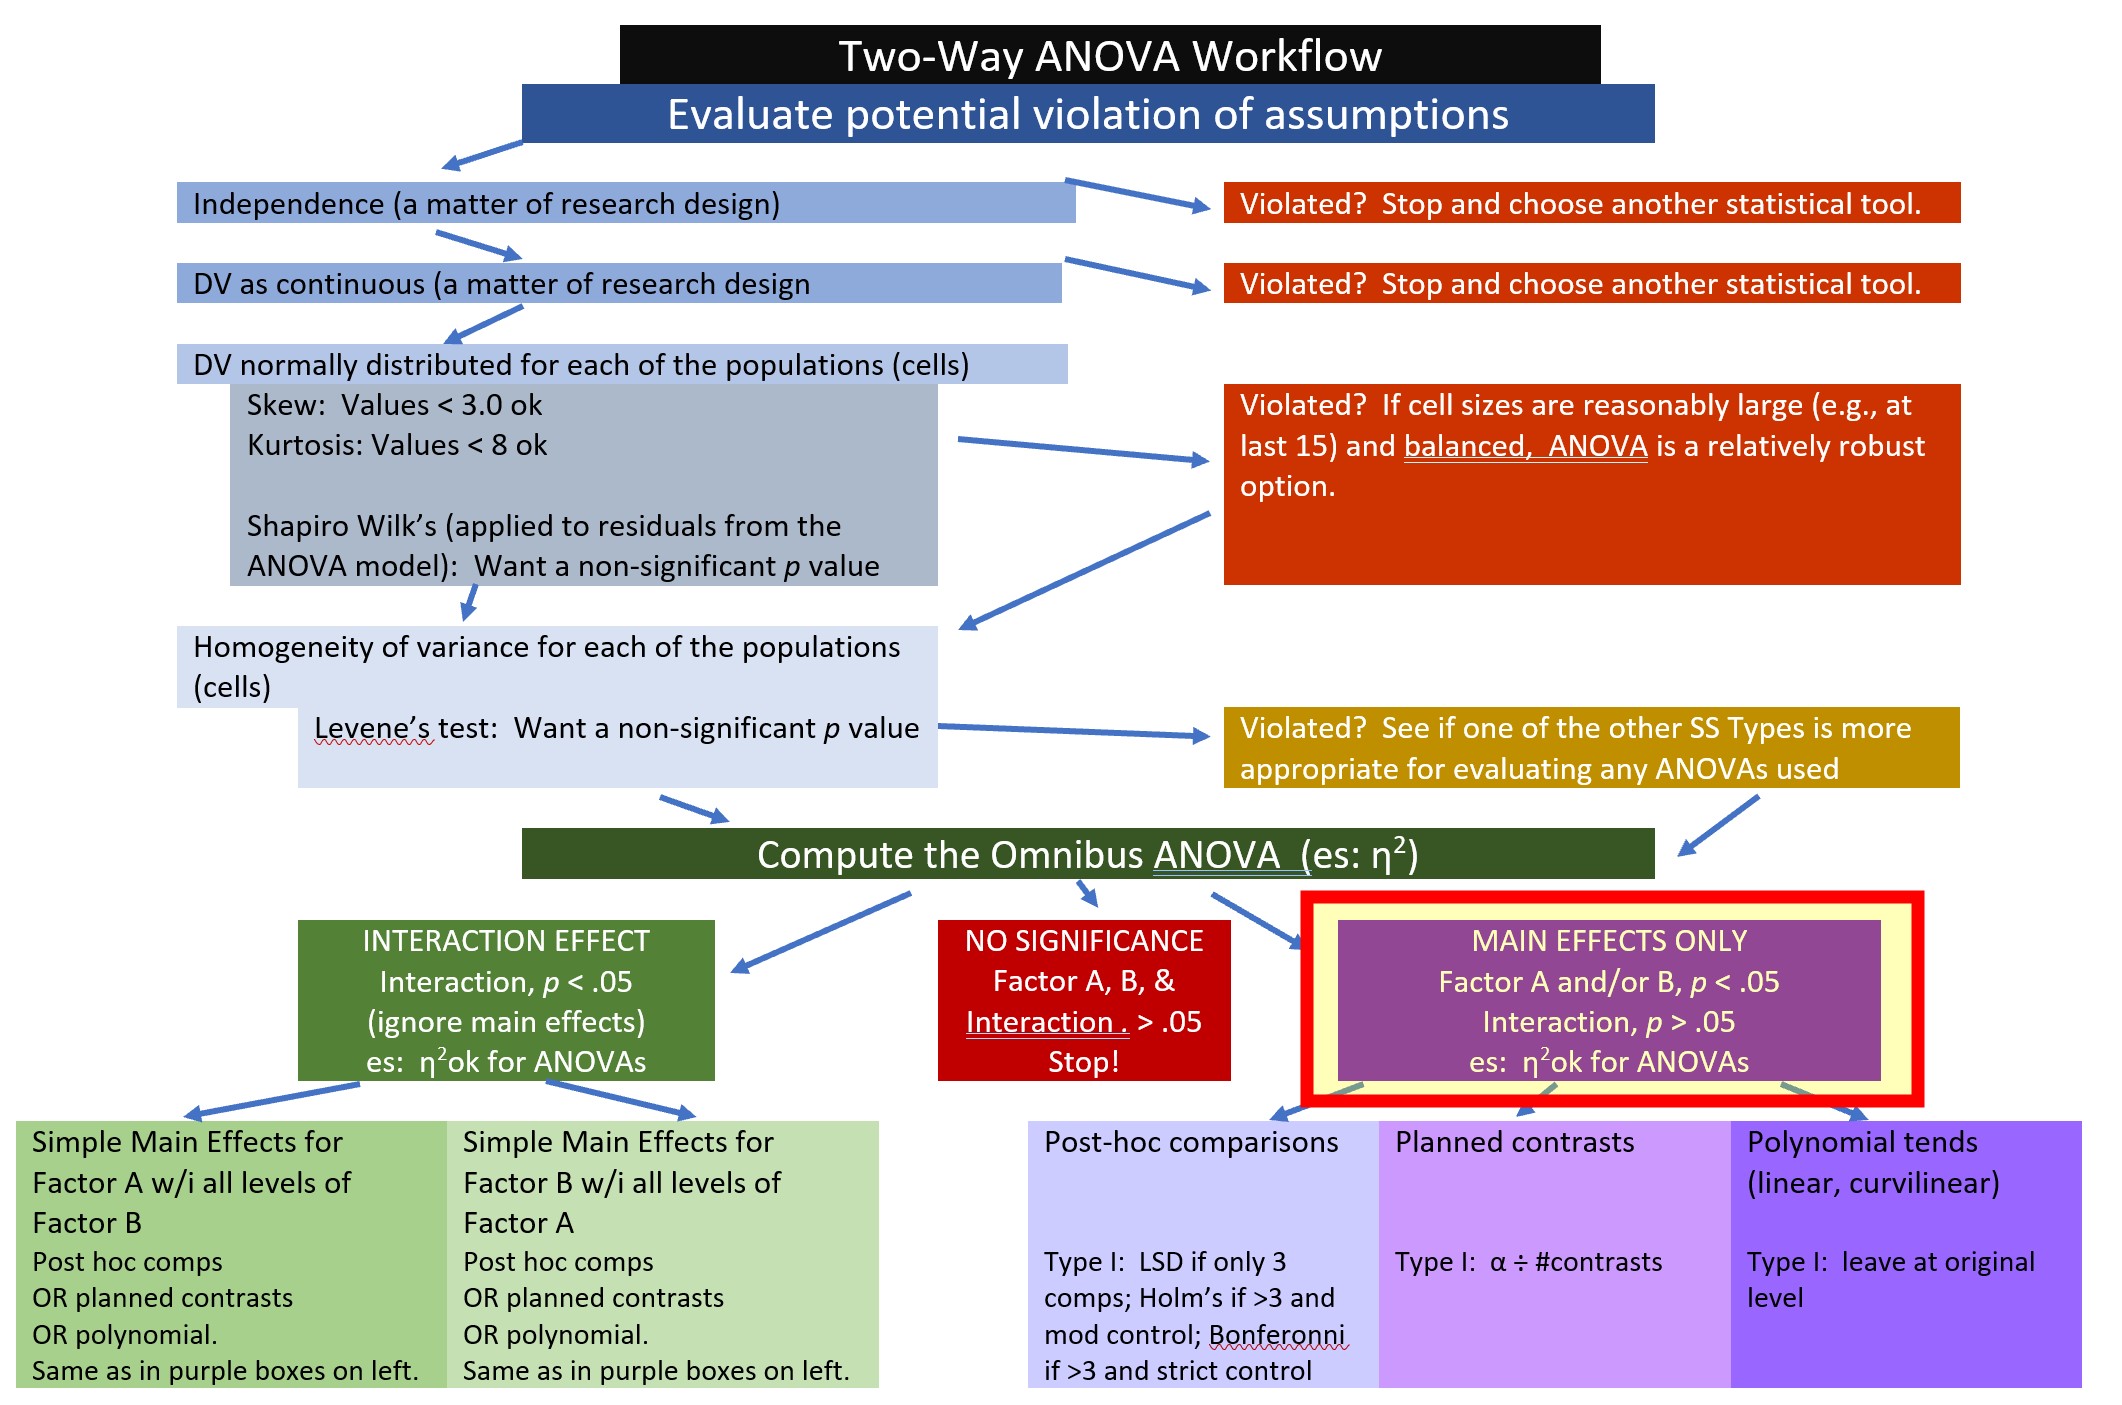 Two-Way ANOVA Workflow
Evaluate potential violation of assumptions
Independence (a matter of research design)
Violated?  Stop and choose another statistical tool.
DV as continuous (a matter of research design
Violated?  Stop and choose another statistical tool.
DV normally distributed for each of the populations (cells)
Skew:  Values < 3.0 ok
Kurtosis: Values < 8 ok
Shapiro Wilk’s (applied to residuals from the
ANOVA model):  Want a non-significant p value
Violated?  If cell sizes are reasonably large (e.g., at
last 15) and balanced,  ANOVA is a relatively robust
option.
Homogeneity of variance for each of the populations
(cells)
Levene’s test:  Want a non-significant p value
Violated?  See if one of the other SS Types is more
appropriate for evaluating any ANOVAs used
Compute the Omnibus ANOVA  (es: η²)
INTERACTION EFFECT
Interaction, p < .05
(ignore main effects)
es:  η²ok for ANOVAs
NO SIGNIFICANCE
Factor A, B, &
Interaction . > .05
Stop!
MAIN EFFECTS ONLY
Factor A and/or B, p < .05
Interaction, p > .05
es:  η²ok for ANOVAs
Simple Main Effects for
Factor A w/i all levels of
Factor B
Post hoc comps
OR planned contrasts
OR polynomial.
Same as in purple boxes on left.
Simple Main Effects for
Factor B w/i all levels of
Factor A
Post hoc comps
OR planned contrasts
OR polynomial.
Same as in purple boxes on left.
Post-hoc comparisons
Type I:  LSD if only 3
comps; Holm’s if >3 and
mod control; Bonferonni
if >3 and strict control
Planned contrasts
Type I:  α ÷ #contrasts
Polynomial tends
(linear, curvilinear)
Type I:  leave at original
level